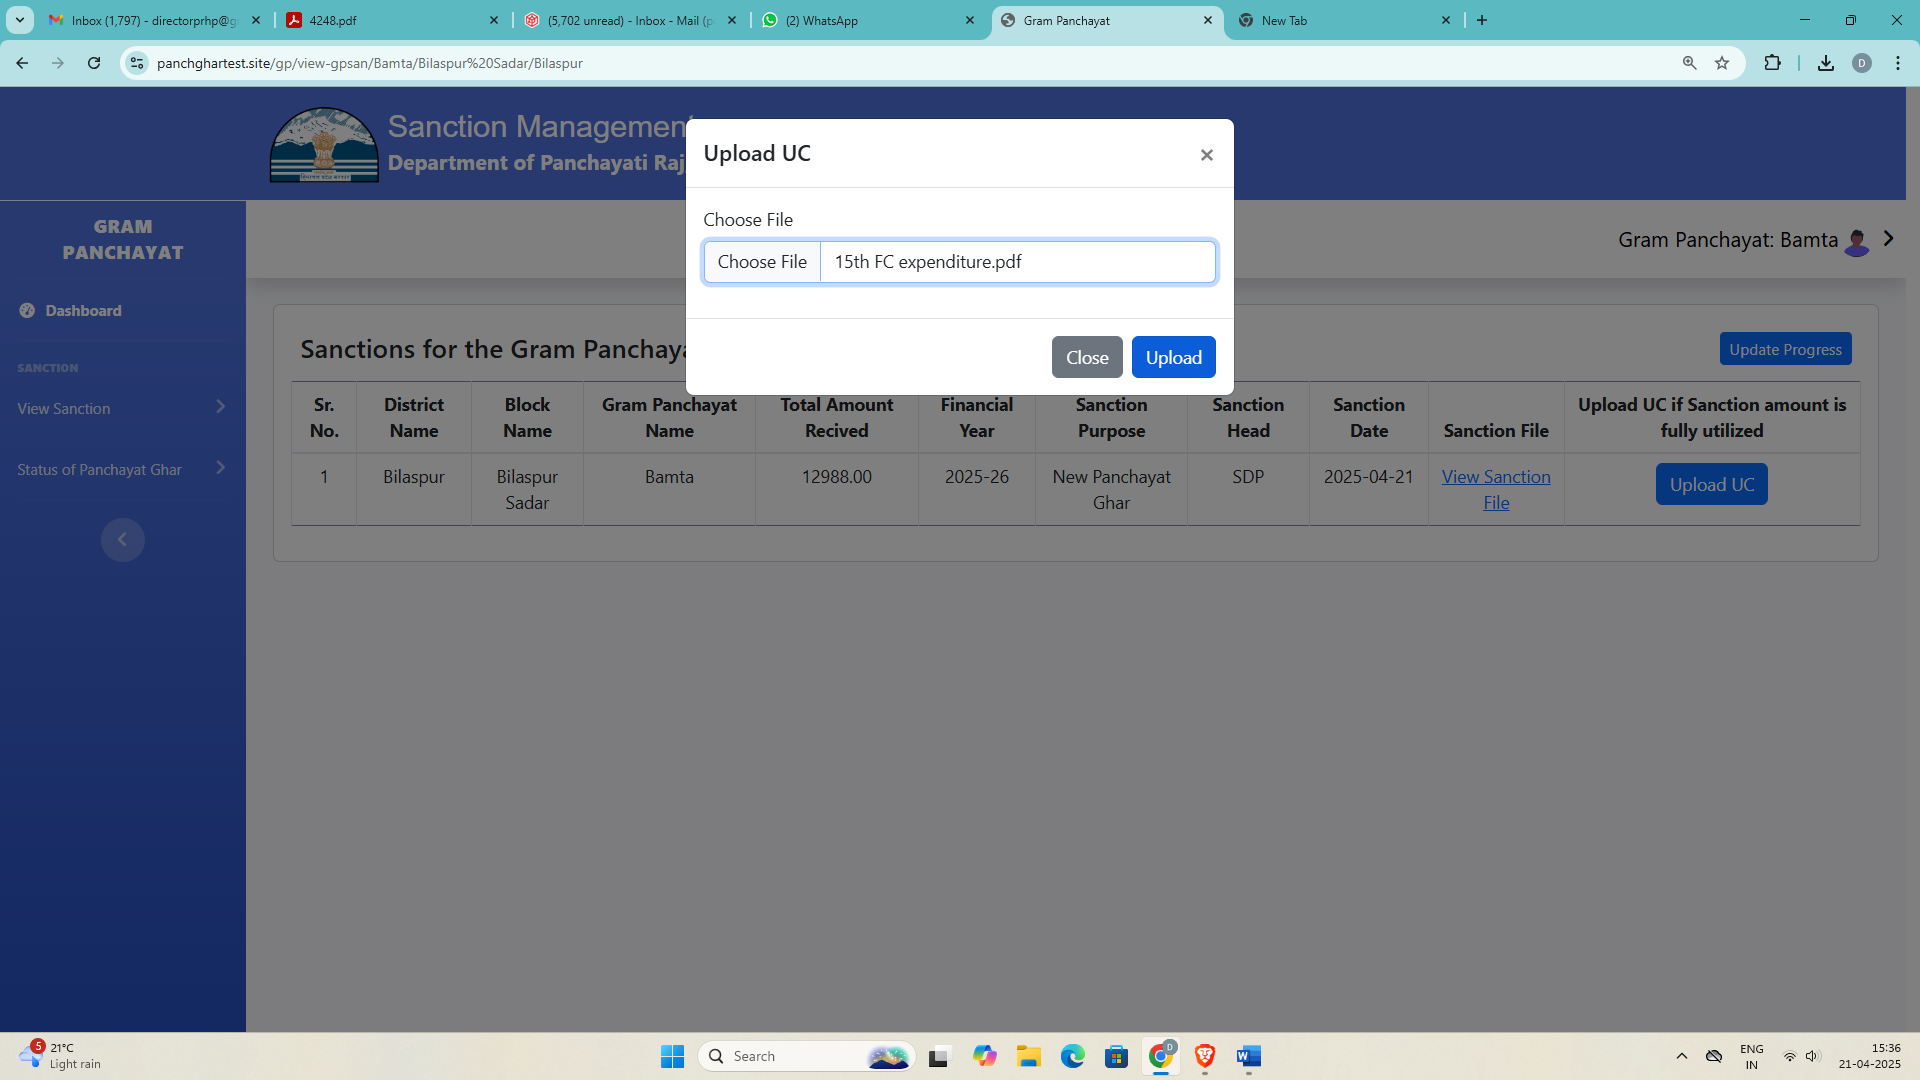 Inbox (1,797) - directorprhp@g
4248.pdf
(5,702 unread) - Inbox - Mail (p
(2) WhatsApp
Gram Panchayat
New Tab
panchghartest.site/gp/view-gpsan/Bamta/Bilaspur%20Sadar/Bilaspur
D
Sanction Management
Department of Panchayati Raj
Upload UC
×
Choose File
Choose File 15th FC expenditure.pdf
Close Upload
GRAM
PANCHAYAT
Dashboard
SANCTION
View Sanction
Status of Panchayat Ghar
Gram Panchayat: Bamta
Sanctions for the Gram Panchaya
Update Progress
Sr. No. District Name Block Name Gram Panchayat Name Total Amount Recived Financial Year Sanction Purpose Sanction Head Sanction Date Sanction File Upload UC if Sanction amount is fully utilized
1 Bilaspur Bilaspur Sadar Bamta 12988.00 2025-26 New Panchayat Ghar SDP 2025-04-21 View Sanction File Upload UC
5
21°C
Light rain
Search
D
W
ENG
IN
15:36
21-04-2025